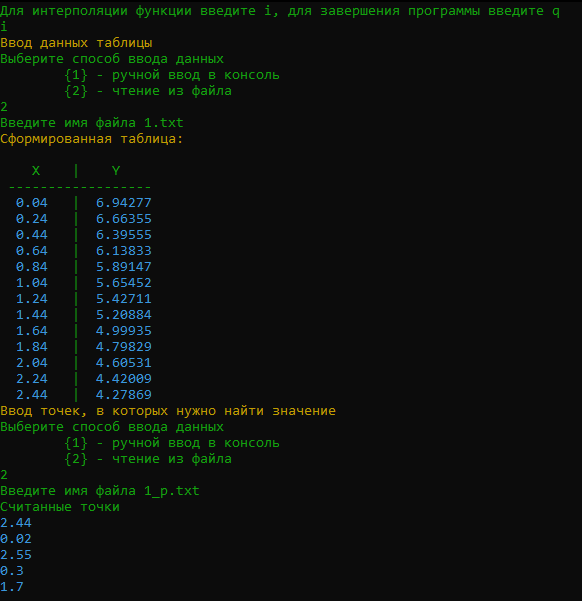 Для интерполяции функции введите i, для завершения программы введите q
i
Ввод данных таблицы
Выберите способ ввода данных
{1} - ручной ввод в консоль
{2} - чтение из файла
2
Введите имя файла 1.txt
Сформированная таблица:
X | Y
------------------
0.04 | 6.94277
0.24 | 6.66355
0.44 | 6.39555
0.64 | 6.13833
0.84 | 5.89147
1.04 | 5.65452
1.24 | 5.42711
1.44 | 5.20884
1.64 | 4.99935
1.84 | 4.79829
2.04 | 4.60531
2.24 | 4.42009
2.44 | 4.27869
Ввод точек, в которых нужно найти значение
Выберите способ ввода данных
{1} - ручной ввод в консоль
{2} - чтение из файла
2
Введите имя файла 1_p.txt
Считанные точки
2.44
0.02
2.55
0.3
1.7